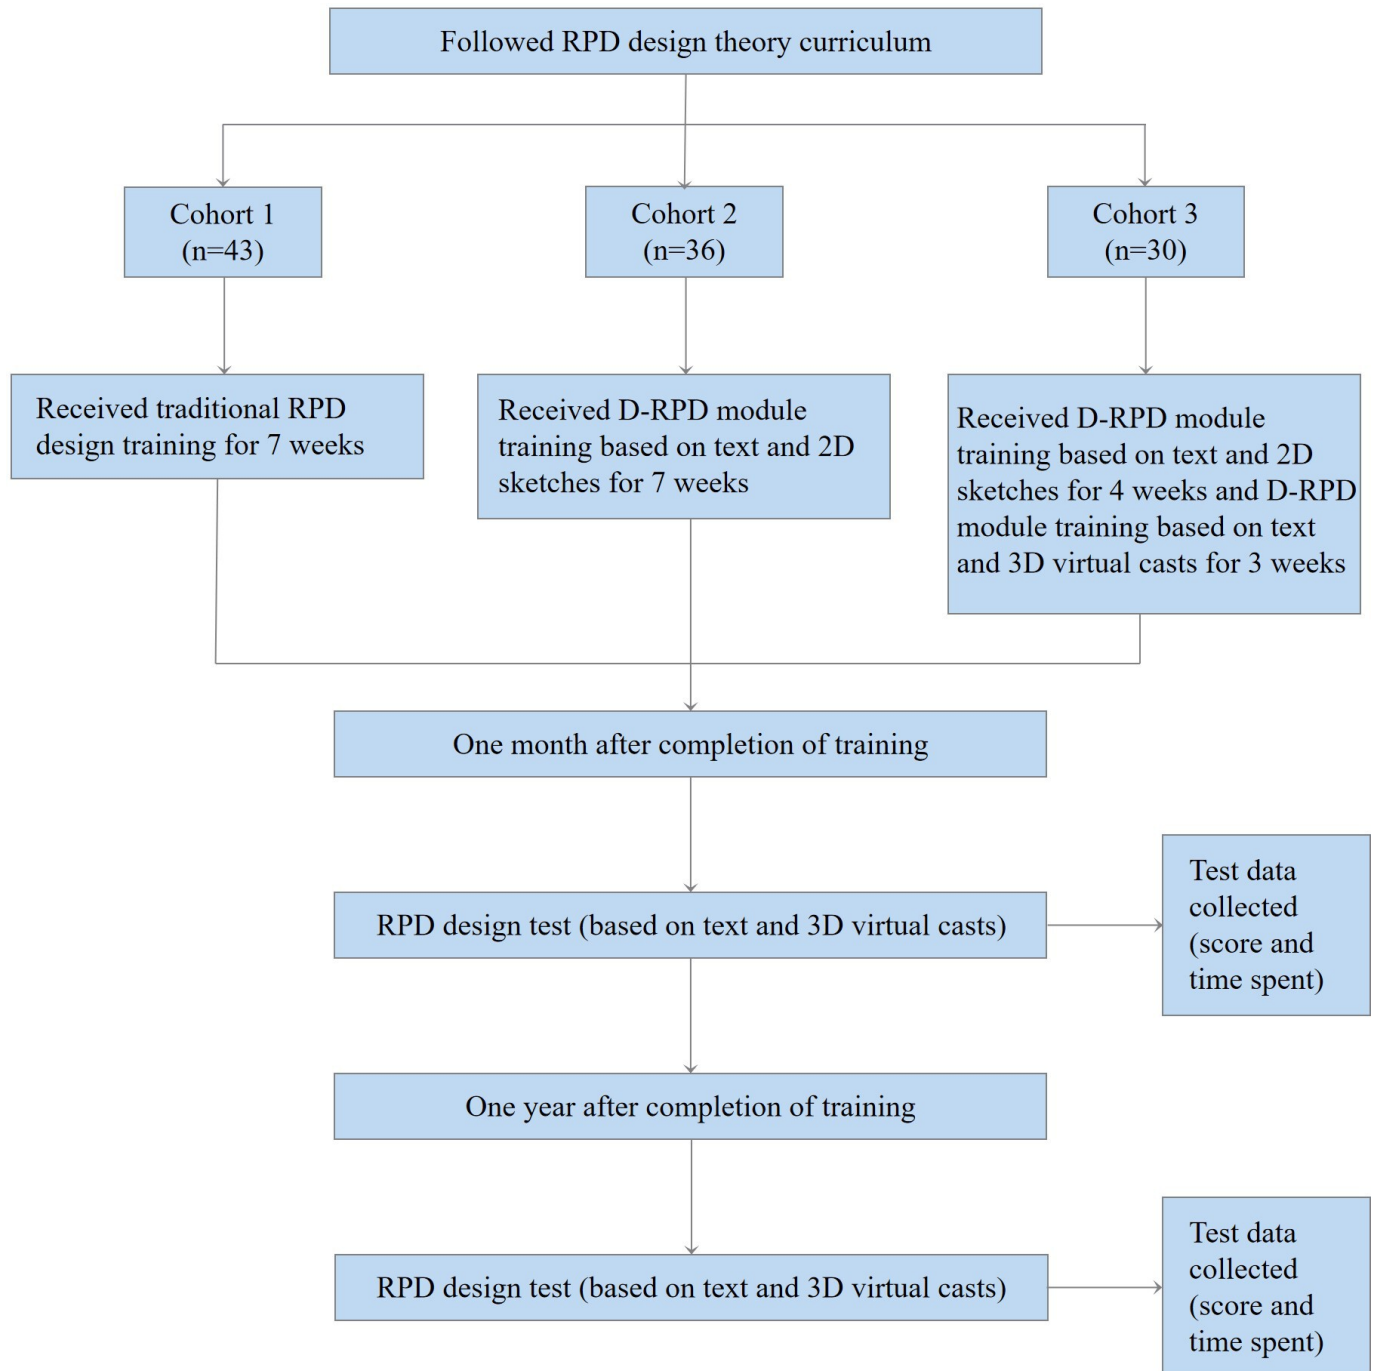 Followed RPD design theory curriculum
Cohort 1
(n=43)
Cohort 2
(n=36)
Cohort 3
(n=30)
Received traditional RPD
design training for 7 weeks
Received D-RPD module
training based on text and 2D
sketches for 7 weeks
Received D-RPD module
training based on text and 2D
sketches for 4 weeks and D-RPD
module training based on text
and 3D virtual casts for 3 weeks
One month after completion of training
RPD design test (based on text and 3D virtual casts)
Test data
collected
(score and
time spent)
One year after completion of training
RPD design test (based on text and 3D virtual casts)
Test data
collected
(score and
time spent)